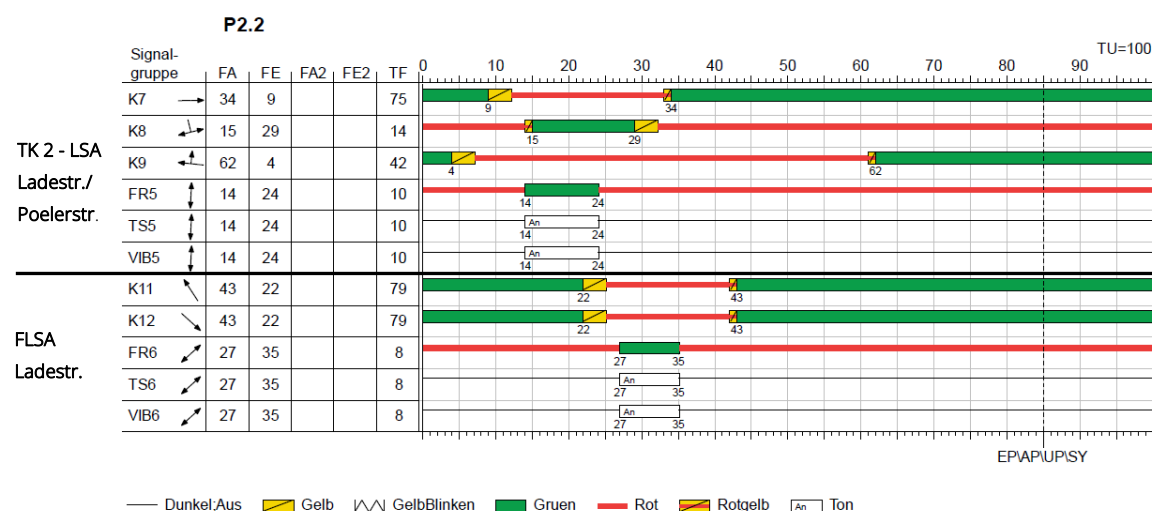 P2.2
TU=100
Signal-
gruppe FA FE FA2 FE2 TF 0 10 20 30 40 50 60 70 80 90
K7 34 9 75
9 34
K8 15 29 14
15 29
K9 62 4 42
4 62
FR5 14 24 10
14 24
TS5 14 24 10 An
14 24
VIB5 14 24 10 An
14 24
TK 2 - LSA
Ladestr./
Poelerstr.
K11 43 22 79
22 43
K12 43 22 79
22 43
FR6 27 35 8
27 35
TS6 27 35 8 An
27 35
VIB6 27 35 8 An
27 35
FLSA
Ladestr.
EP\AP\UP\SY
Dunkel;Aus Gelb GelbBlinken Gruen Rot Rotgelb An Ton